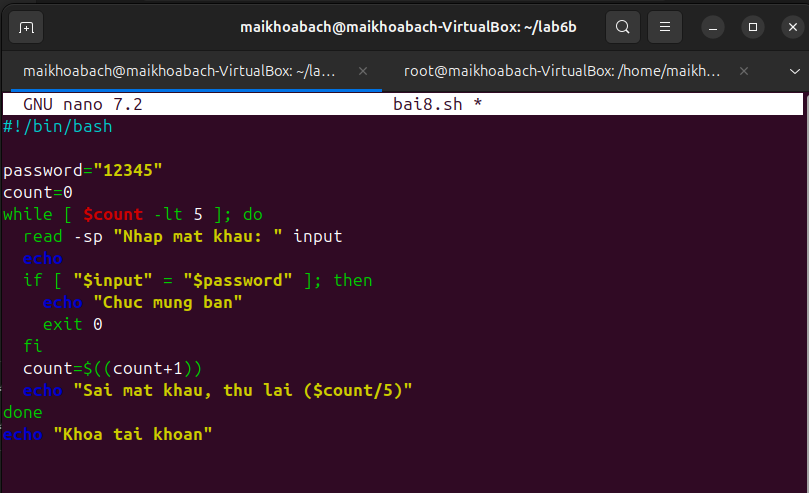 maikhoabach@maikhoabach-VirtualBox: ~/lab6b
maikhoabach@maikhoabach-VirtualBox: ~/la...
root@maikhoabach-VirtualBox: /home/maikh...
GNU nano 7.2 bai8.sh *
#!/bin/bash

password="12345"
count=0
while [ $count -lt 5 ]; do
  read -sp "Nhap mat khau: " input
  echo
  if [ "$input" = "$password" ]; then
    echo "Chuc mung ban"
    exit 0
  fi
  count=$((count+1))
  echo "Sai mat khau, thu lai ($count/5)"
done
echo "Khoa tai khoan"